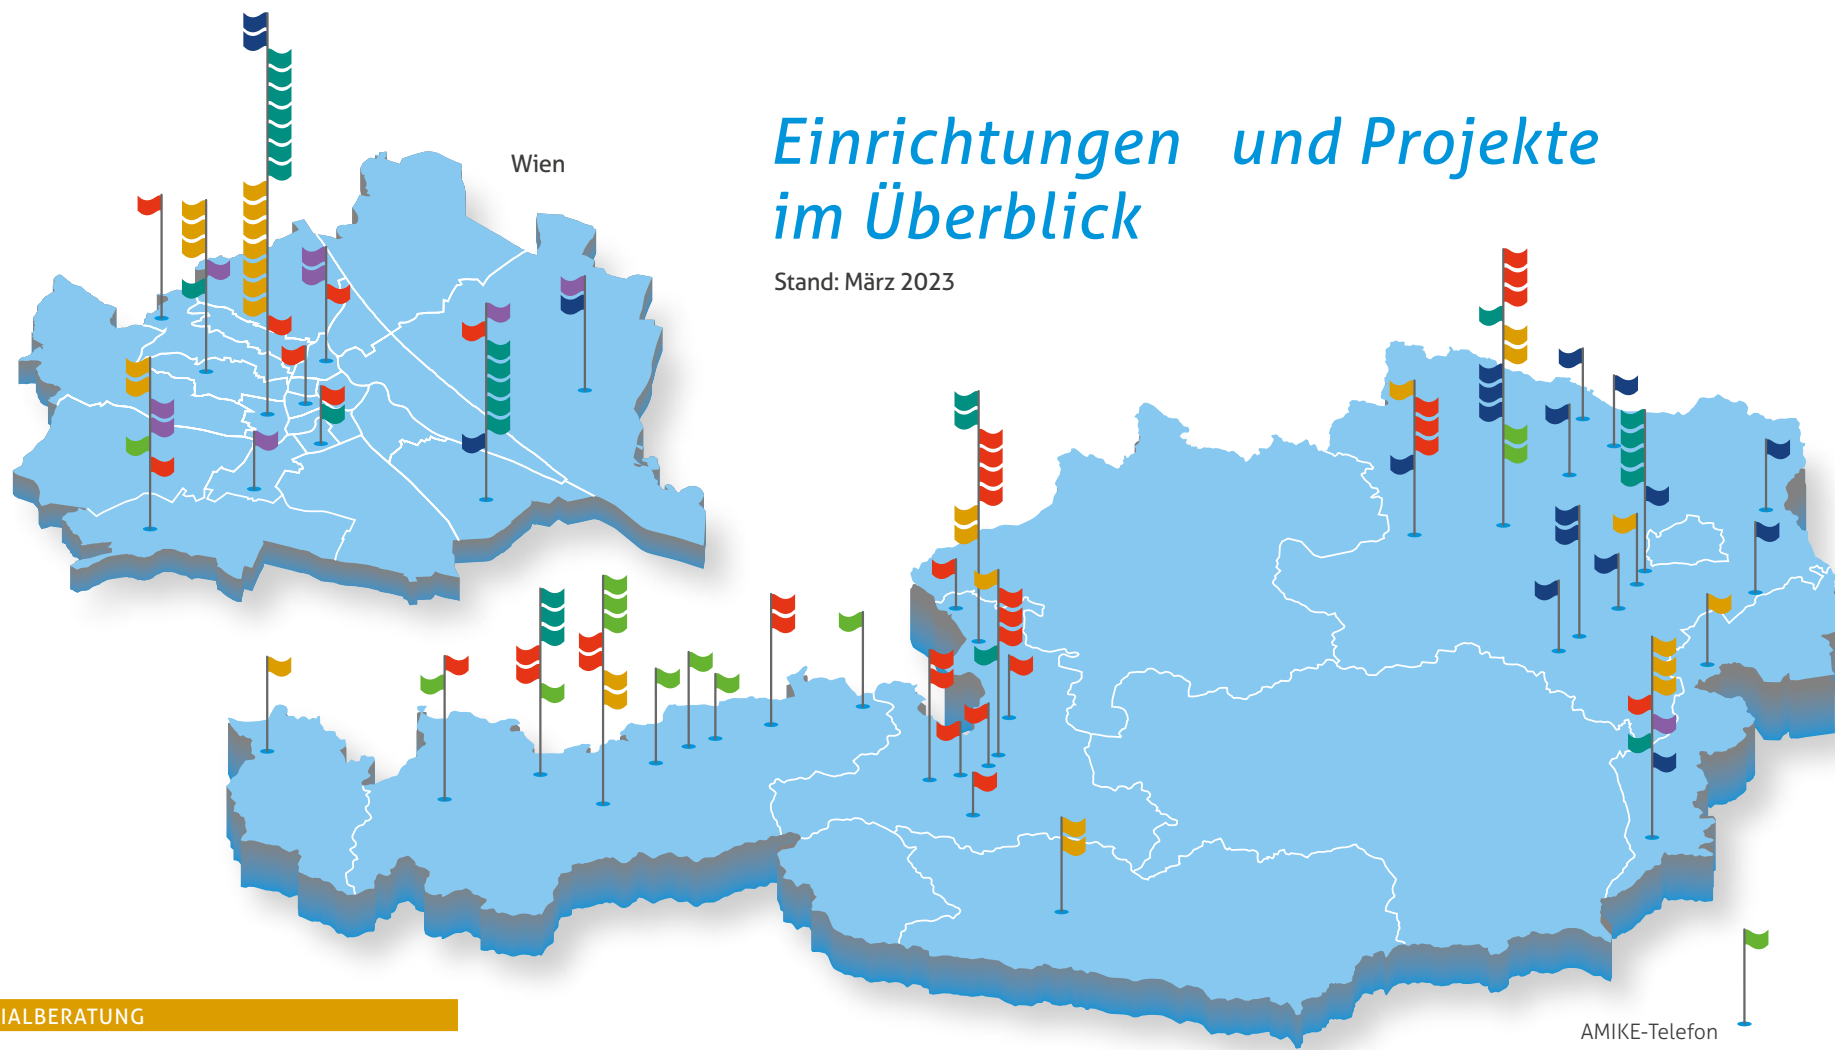 Wien
Einrichtungen und Projekte
im Überblick
Stand: März 2023
IALBERATUNG
AMIKE-Telefon